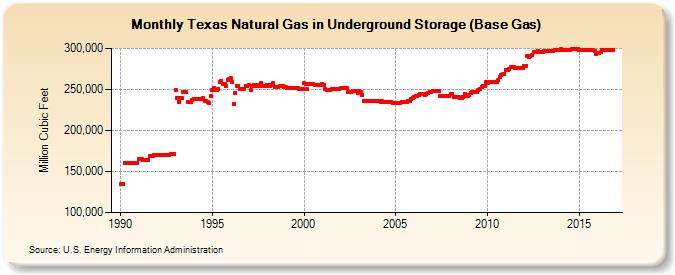 Monthly Texas Natural Gas in Underground Storage (Base Gas)
Million Cubic Feet
300,000
250,000
200,000
150,000
100,000
1990 1995 2000 2005 2010 2015
Source: U.S. Energy Information Administration